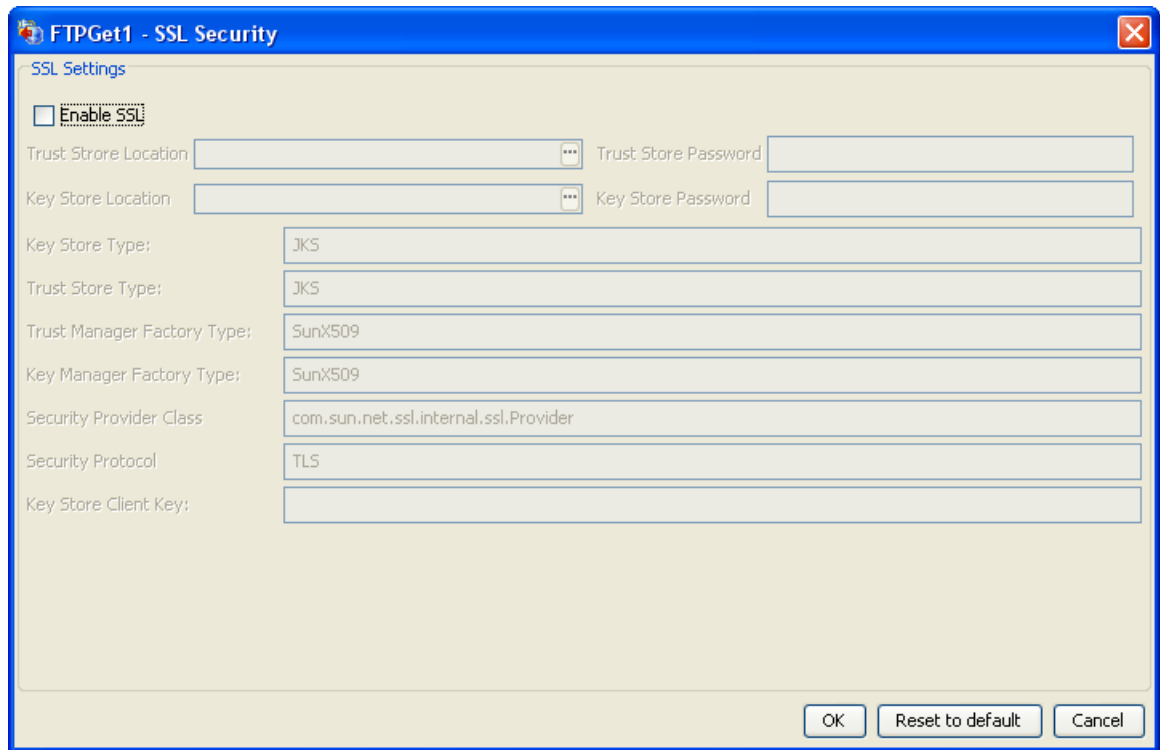 FTPGet1 - SSL Security
SSL Settings
Enable SSL
Trust Strore Location ... Trust Store Password
Key Store Location ... Key Store Password
Key Store Type: JKS
Trust Store Type: JKS
Trust Manager Factory Type: SunX509
Key Manager Factory Type: SunX509
Security Provider Class com.sun.net.ssl.internal.ssl.Provider
Security Protocol TLS
Key Store Client Key:
OK Reset to default Cancel